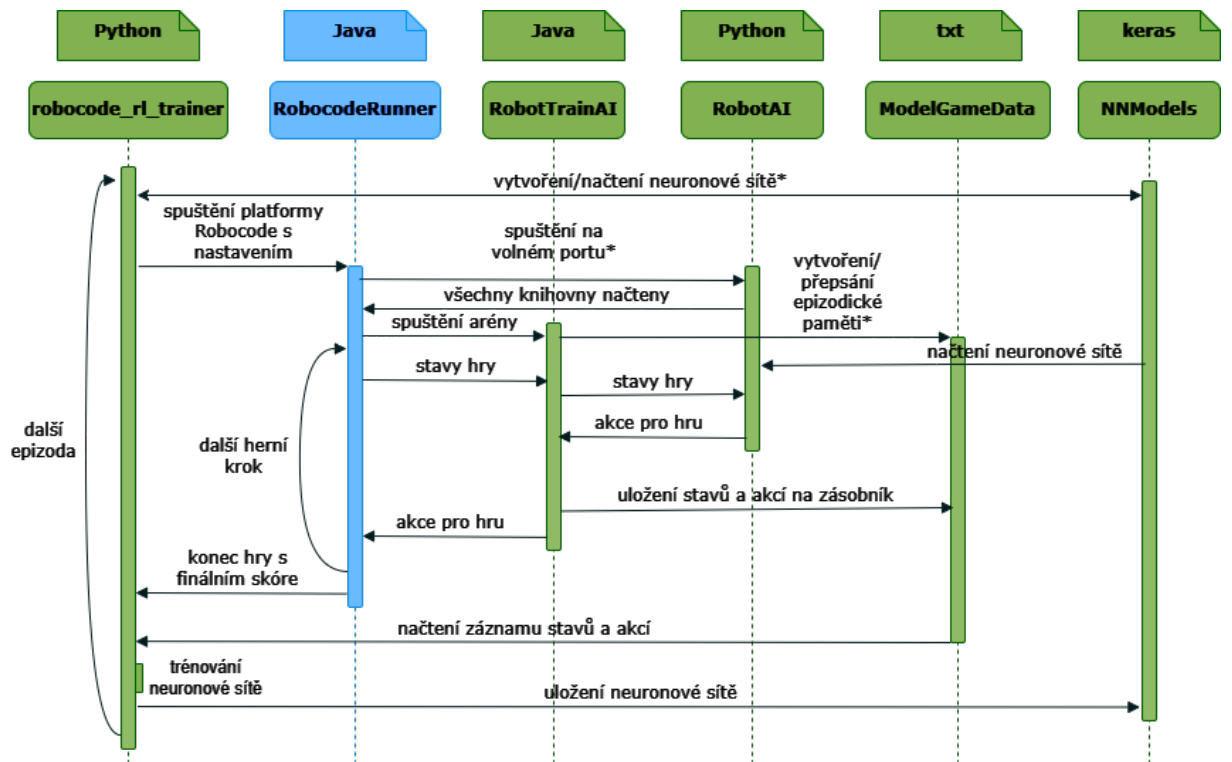 Python
Java
Java
Python
txt
keras
robocode_rl_trainer
RobocodeRunner
RobotTrainAI
RobotAI
ModelGameData
NNModels
vytvoření/načtení neuronové sítě*
spuštění platformy
Robocode s
nastavením
spuštění na
volném portu*
vytvoření/
přepsání
epizodické
paměti*
všechny knihovny načteny
spuštění arény
načtení neuronové sítě
stavy hry
stavy hry
akce pro hru
další
epizoda
další herní
krok
uložení stavů a akcí na zásobník
akce pro hru
konec hry s
finálním skóre
načtení záznamu stavů a akcí
trénování
neuronové sítě
uložení neuronové sítě